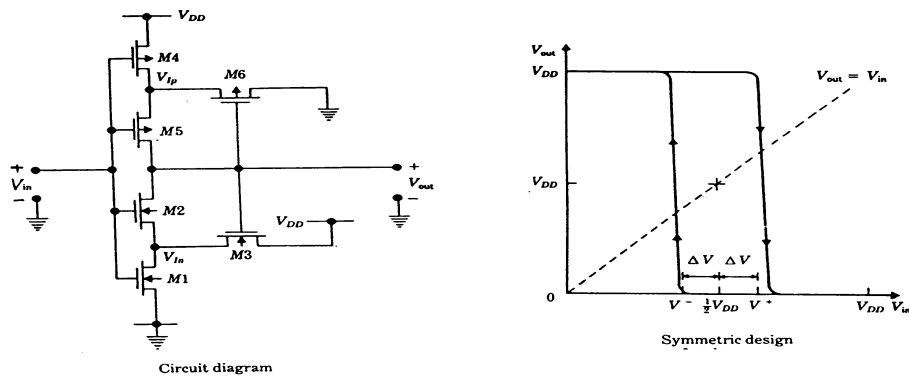 V_DD
M4
V_Ip
M6
M5
+
V_in
-
+
V_out
-
M2
V_DD
V_In
M3
M1
Circuit diagram
V_out
V_DD
V_out = V_in
V_DD
ΔV ΔV
0
V⁻ ½V_DD V⁺ V_DD V_in
Symmetric design